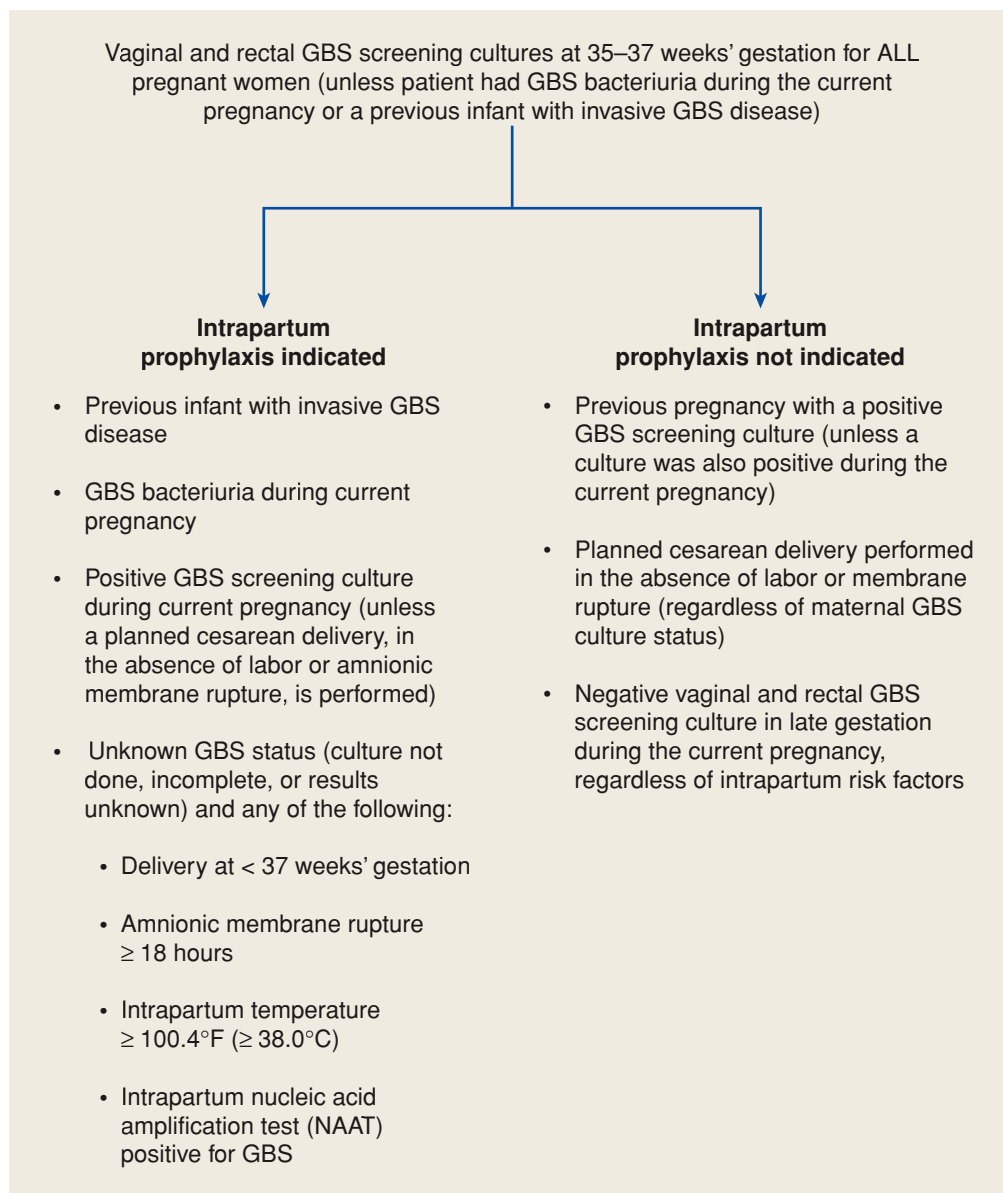 Vaginal and rectal GBS screening cultures at 35–37 weeks’ gestation for ALL
pregnant women (unless patient had GBS bacteriuria during the current
pregnancy or a previous infant with invasive GBS disease)
Intrapartum
prophylaxis indicated
• Previous infant with invasive GBS
disease
• GBS bacteriuria during current
pregnancy
• Positive GBS screening culture
during current pregnancy (unless
a planned cesarean delivery, in
the absence of labor or amnionic
membrane rupture, is performed)
• Unknown GBS status (culture not
done, incomplete, or results
unknown) and any of the following:
• Delivery at < 37 weeks’ gestation
• Amnionic membrane rupture
≥ 18 hours
• Intrapartum temperature
≥ 100.4°F (≥ 38.0°C)
• Intrapartum nucleic acid
amplification test (NAAT)
positive for GBS
Intrapartum
prophylaxis not indicated
• Previous pregnancy with a positive
GBS screening culture (unless a
culture was also positive during the
current pregnancy)
• Planned cesarean delivery performed
in the absence of labor or membrane
rupture (regardless of maternal GBS
culture status)
• Negative vaginal and rectal GBS
screening culture in late gestation
during the current pregnancy,
regardless of intrapartum risk factors